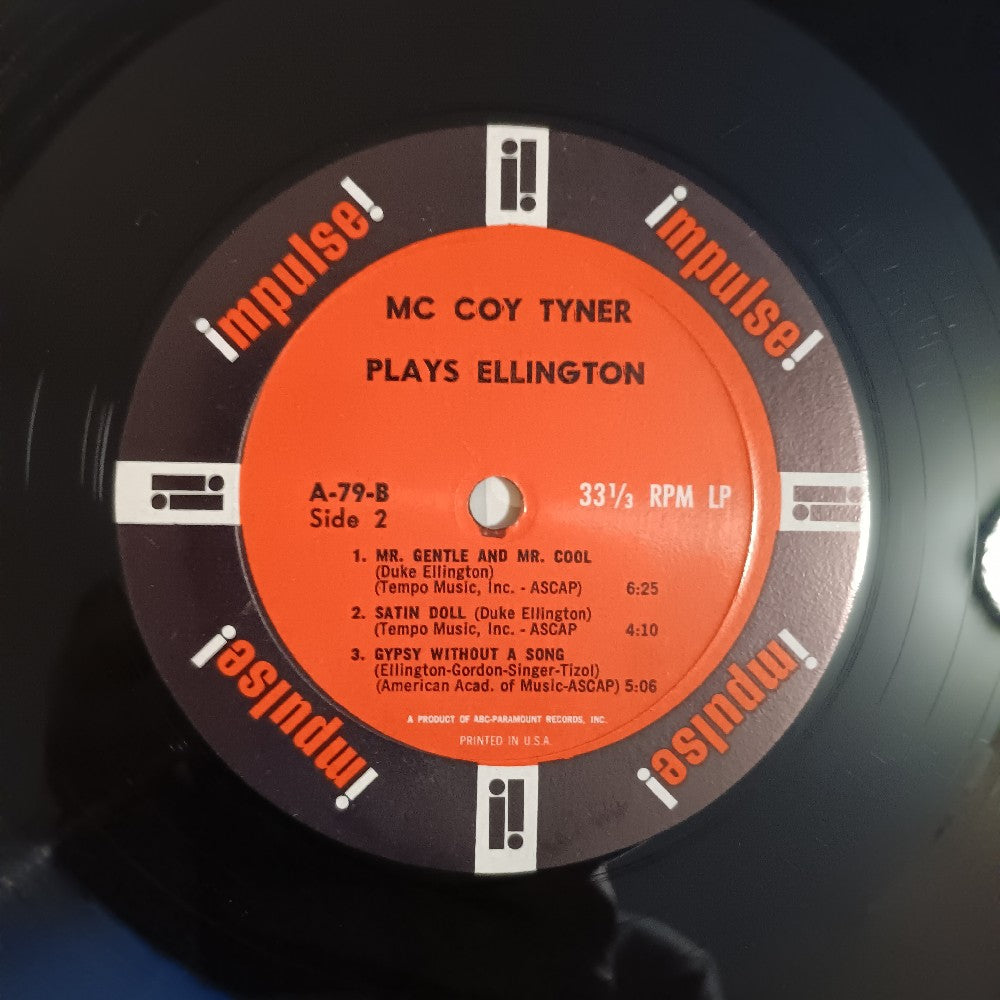 impulse!
impulse!
MC COY TYNER
PLAYS ELLINGTON
A-79-B
Side 2
33⅓ RPM LP
1. MR. GENTLE AND MR. COOL
(Duke Ellington)
(Tempo Music, Inc. - ASCAP) 6:25
2. SATIN DOLL (Duke Ellington)
(Tempo Music, Inc. - ASCAP 4:10
3. GYPSY WITHOUT A SONG
(Ellington-Gordon-Singer-Tizol)
(American Acad. of Music-ASCAP) 5:06
A PRODUCT OF ABC-PARAMOUNT RECORDS, INC.
PRINTED IN U.S.A.
impulse!
impulse!